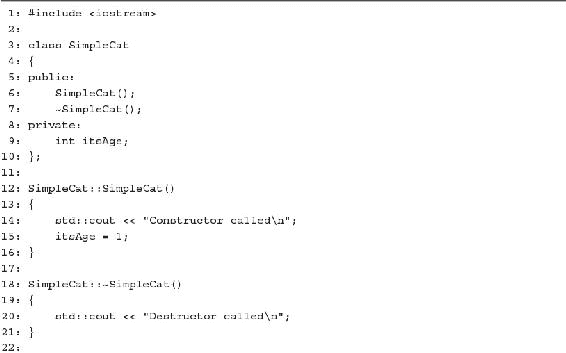 1: #include <iostream>
2:
3: class SimpleCat
4: {
5: public:
6:     SimpleCat();
7:     ~SimpleCat();
8: private:
9:     int itsAge;
10: };
11:
12: SimpleCat::SimpleCat()
13: {
14:     std::cout << "Constructor called\n";
15:     itsAge = 1;
16: }
17:
18: SimpleCat::~SimpleCat()
19: {
20:     std::cout << "Destructor called\n";
21: }
22: